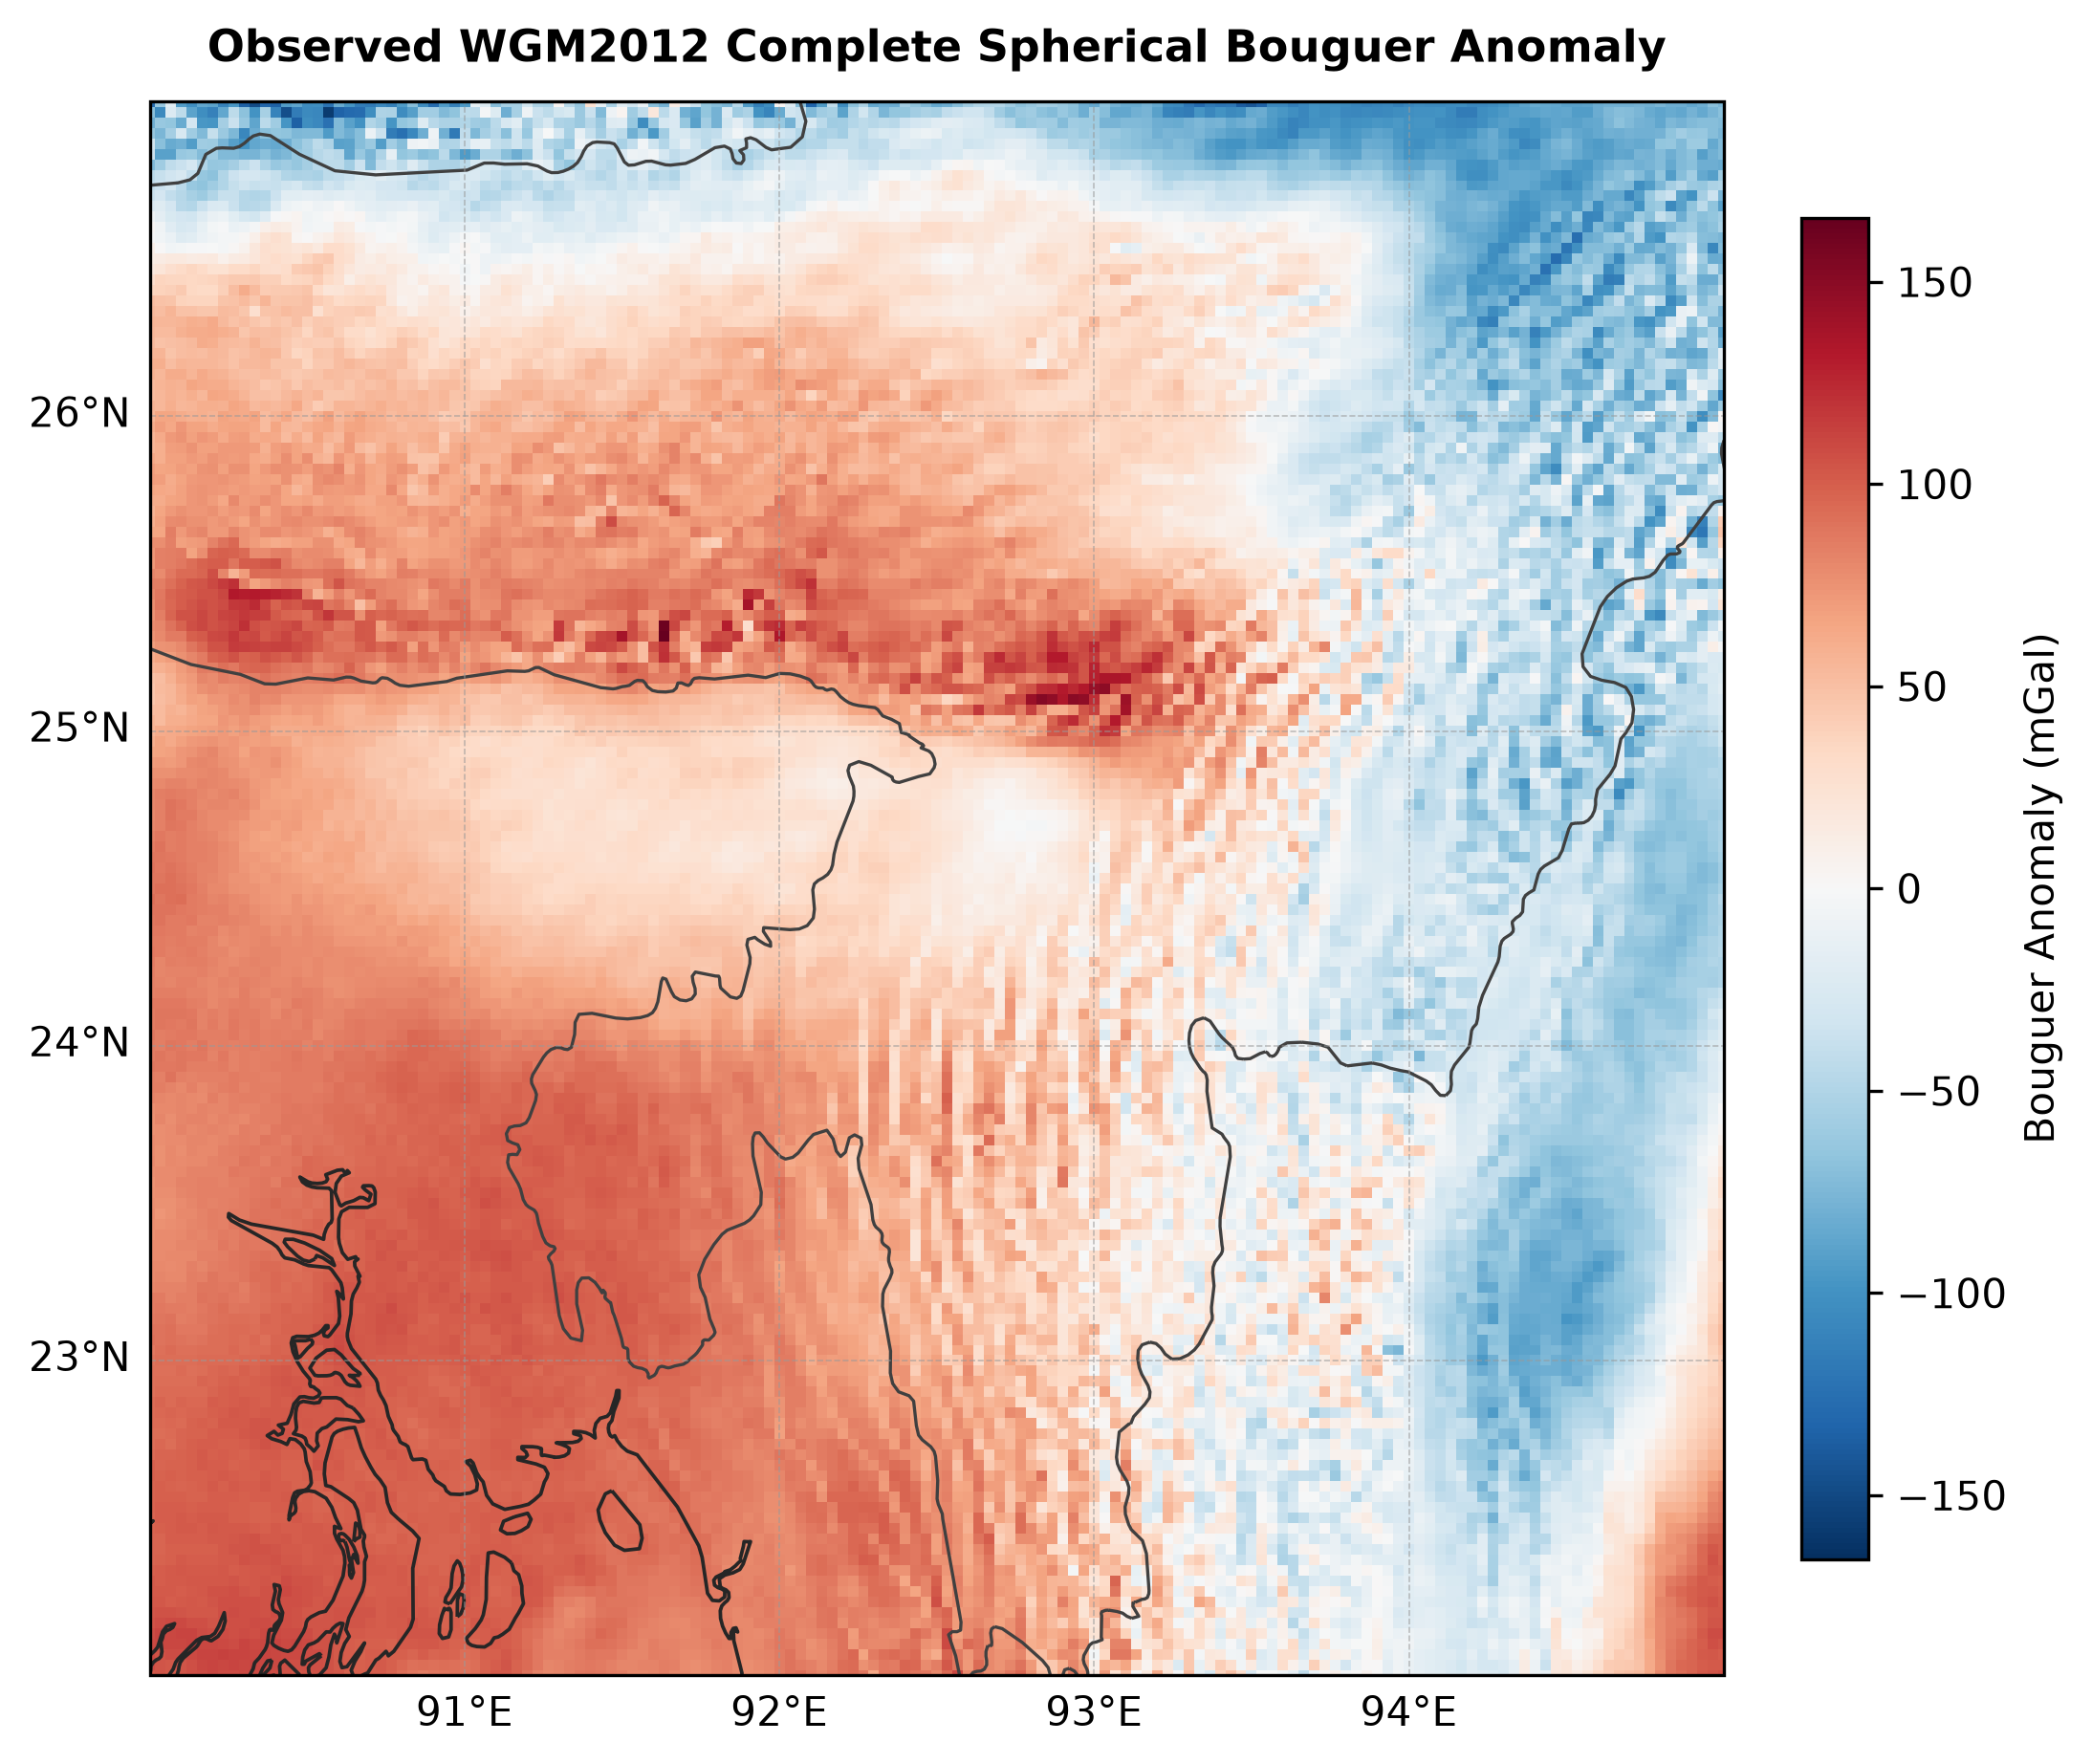 Observed WGM2012 Complete Spherical Bouguer Anomaly
26°N
25°N
24°N
23°N
91°E
92°E
93°E
94°E
150
100
50
0
−50
−100
−150
Bouguer Anomaly (mGal)